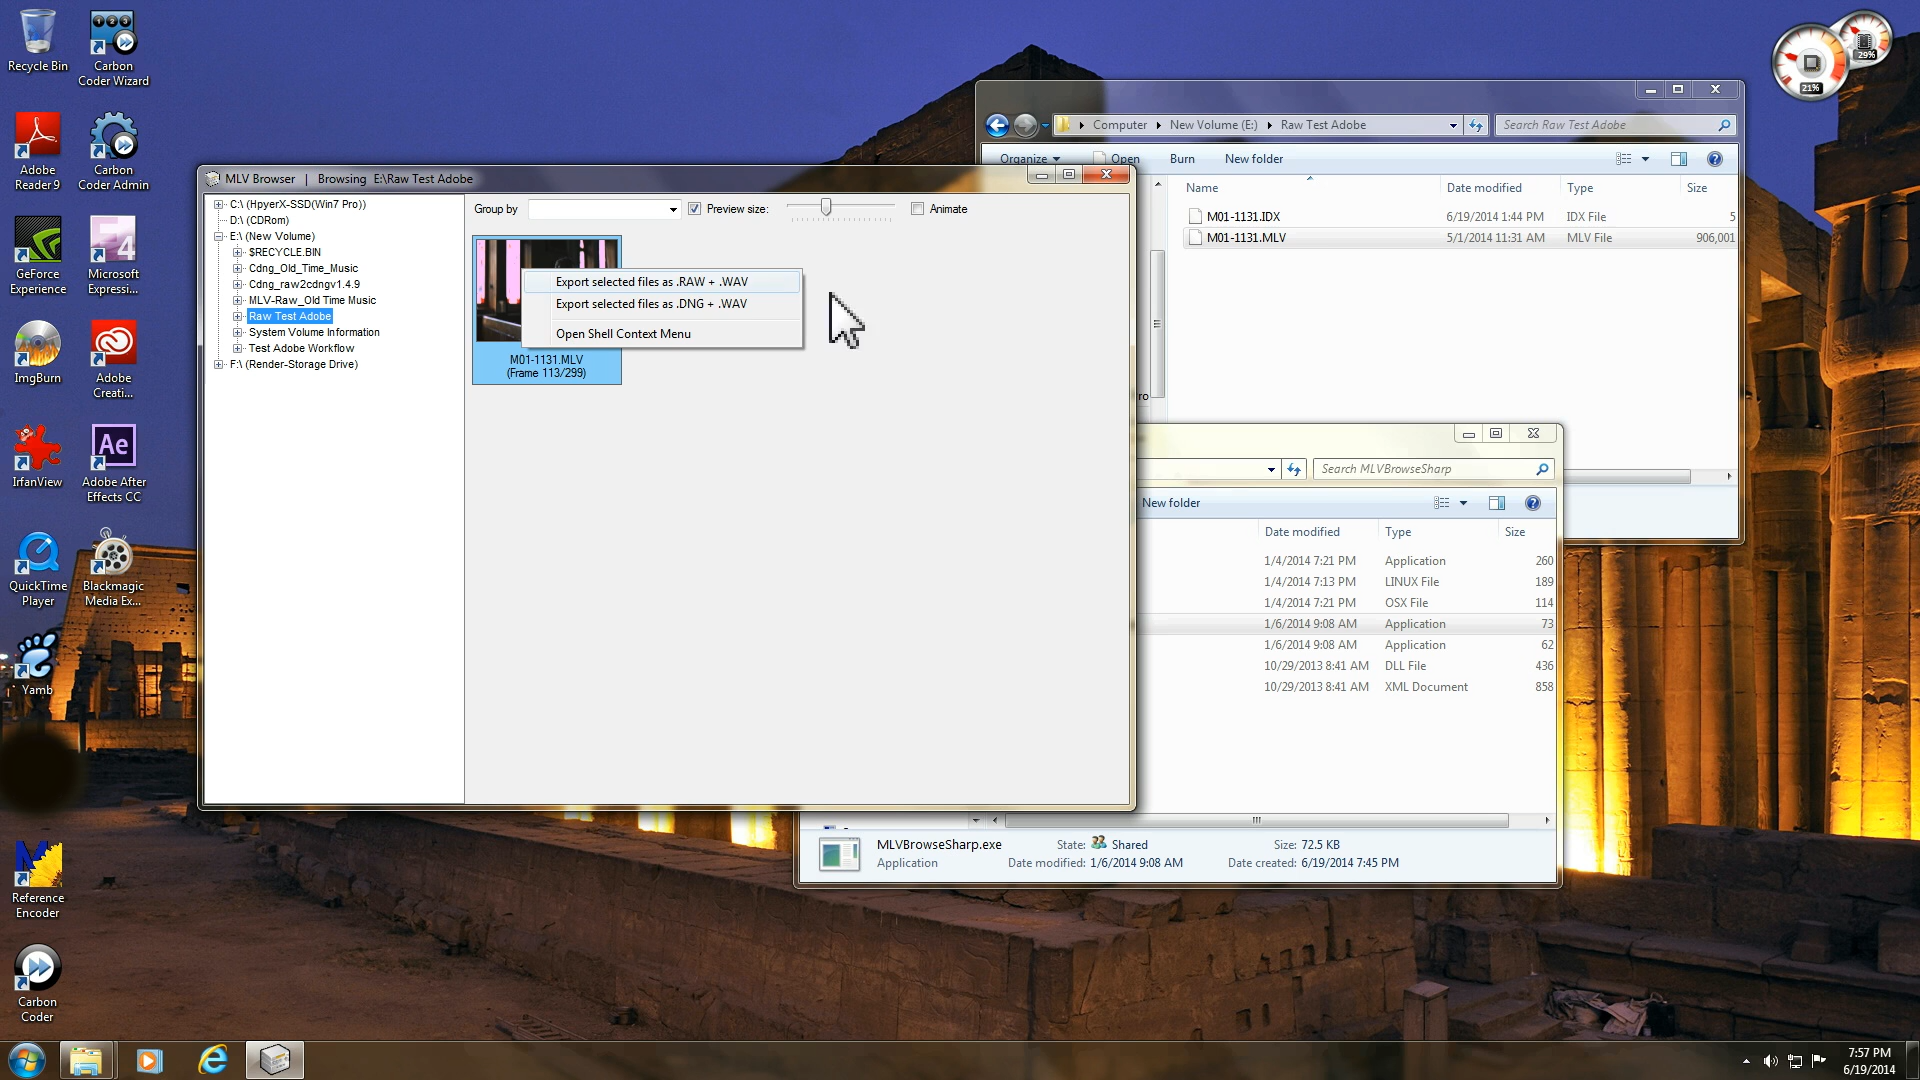 Recycle Bin
Carbon
Coder Wizard
Adobe
Reader 9
Carbon
Coder Admin
GeForce
Experience
Microsoft
Expressi...
ImgBurn
Adobe
Creati...
IrfanView
Adobe After
Effects CC
QuickTime
Player
Blackmagic
Media Ex...
Yamb
Reference
Encoder
Carbon
Coder
29%
21%
Computer
New Volume (E:)
Raw Test Adobe
Search Raw Test Adobe
Organize
Open
Burn
New folder
Name
Date modified
Type
Size
M01-1131.IDX 6/19/2014 1:44 PM IDX File 5
M01-1131.MLV 5/1/2014 11:31 AM MLV File 906,001
MLV Browser | Browsing E:\Raw Test Adobe
C:\ (HpyerX-SSD(Win7 Pro))
D:\ (CDRom)
E:\ (New Volume)
$RECYCLE.BIN
Cdng_Old_Time_Music
Cdng_raw2cdngv1.4.9
MLV-Raw_Old Time Music
Raw Test Adobe
System Volume Information
Test Adobe Workflow
F:\ (Render-Storage Drive)
Group by
Preview size:
Animate
Export selected files as .RAW + .WAV
Export selected files as .DNG + .WAV
Open Shell Context Menu
M01-1131.MLV
(Frame 113/299)
ro
Search MLVBrowseSharp
New folder
Date modified Type Size
1/4/2014 7:21 PM Application 260
1/4/2014 7:13 PM LINUX File 189
1/4/2014 7:21 PM OSX File 114
1/6/2014 9:08 AM Application 73
1/6/2014 9:08 AM Application 62
10/29/2013 8:41 AM DLL File 436
10/29/2013 8:41 AM XML Document 858
MLVBrowseSharp.exe State: Shared Size: 72.5 KB
Application Date modified: 1/6/2014 9:08 AM Date created: 6/19/2014 7:45 PM
7:57 PM
6/19/2014